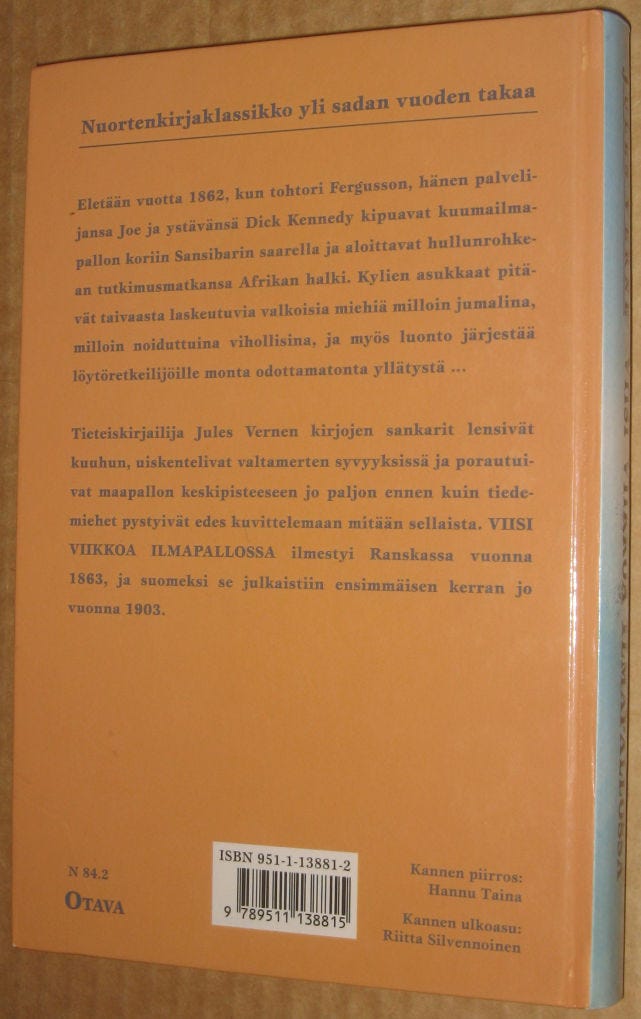 Nuortenkirjaklassikko yli sadan vuoden takaa
Eletään vuotta 1862, kun tohtori Fergusson, hänen palveli-
jansa Joe ja ystävänsä Dick Kennedy kipuavat kuumailma-
pallon koriin Sansibarin saarella ja aloittavat hullunrohke-
an tutkimusmatkansa Afrikan halki. Kylien asukkaat pitä-
vät taivaasta laskeutuvia valkoisia miehiä milloin jumalina,
milloin noiduttuina vihollisina, ja myös luonto järjestää
löytöretkeilijöille monta odottamatonta yllätystä ...
Tieteiskirjailija Jules Vernen kirjojen sankarit lensivät
kuuhun, uiskentelivat valtamerten syvyyksissä ja porautui-
vat maapallon keskipisteeseen jo paljon ennen kuin tiede-
miehet pystyivät edes kuvittelemaan mitään sellaista. VIISI
VIIKKOA ILMAPALLOSSA ilmestyi Ranskassa vuonna
1863, ja suomeksi se julkaistiin ensimmäisen kerran jo
vuonna 1903.
N 84.2
OTAVA
ISBN 951-1-13881-2
9 789511 138815
Kannen piirros:
Hannu Taina
Kannen ulkoasu:
Riitta Silvennoinen
JULES VERNE VIISI VIIKKOA ILMAPALLOSSA